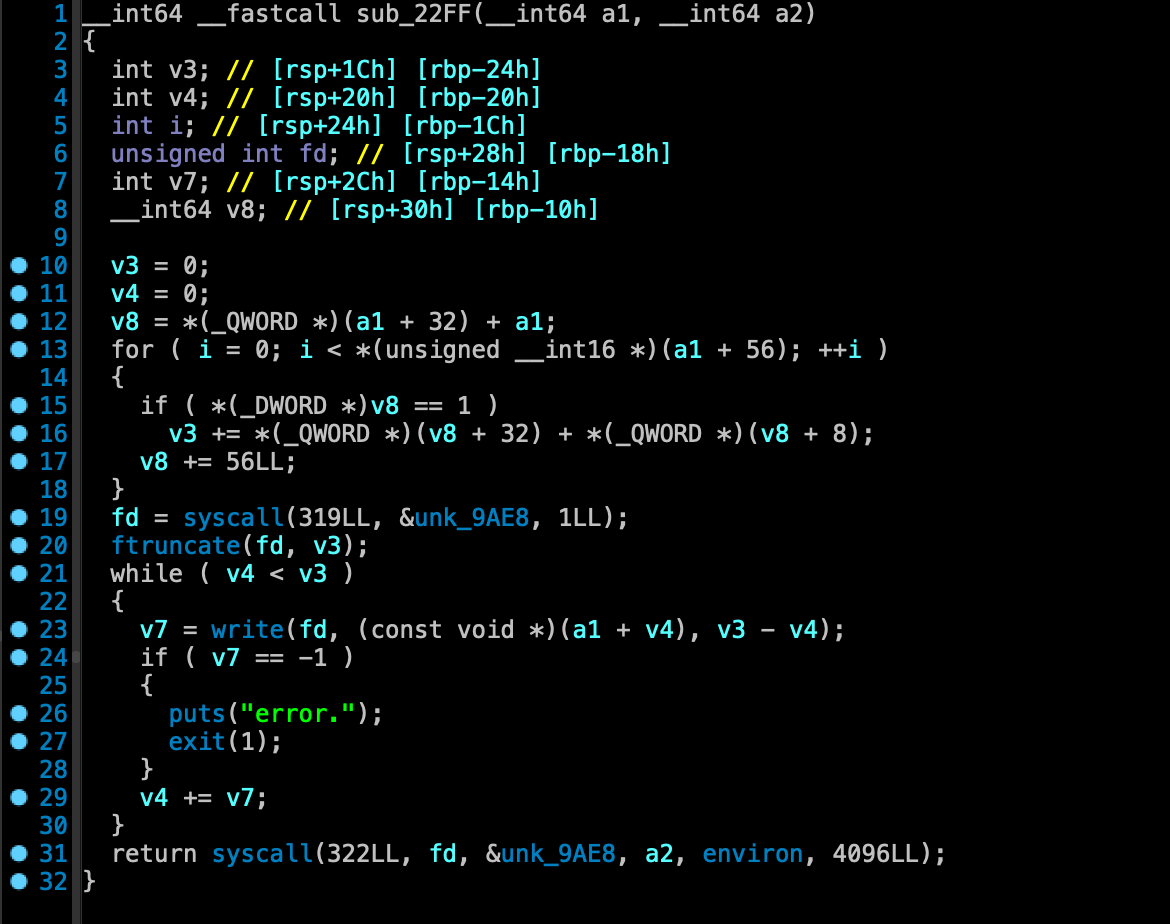 1 __int64 __fastcall sub_22FF(__int64 a1, __int64 a2)
2 {
3   int v3; // [rsp+1Ch] [rbp-24h]
4   int v4; // [rsp+20h] [rbp-20h]
5   int i; // [rsp+24h] [rbp-1Ch]
6   unsigned int fd; // [rsp+28h] [rbp-18h]
7   int v7; // [rsp+2Ch] [rbp-14h]
8   __int64 v8; // [rsp+30h] [rbp-10h]
9
10   v3 = 0;
11   v4 = 0;
12   v8 = *(_QWORD *)(a1 + 32) + a1;
13   for ( i = 0; i < *(unsigned __int16 *)(a1 + 56); ++i )
14   {
15     if ( *(_DWORD *)v8 == 1 )
16       v3 += *(_QWORD *)(v8 + 32) + *(_QWORD *)(v8 + 8);
17     v8 += 56LL;
18   }
19   fd = syscall(319LL, &unk_9AE8, 1LL);
20   ftruncate(fd, v3);
21   while ( v4 < v3 )
22   {
23     v7 = write(fd, (const void *)(a1 + v4), v3 - v4);
24     if ( v7 == -1 )
25     {
26       puts("error.");
27       exit(1);
28     }
29     v4 += v7;
30   }
31   return syscall(322LL, fd, &unk_9AE8, a2, environ, 4096LL);
32 }